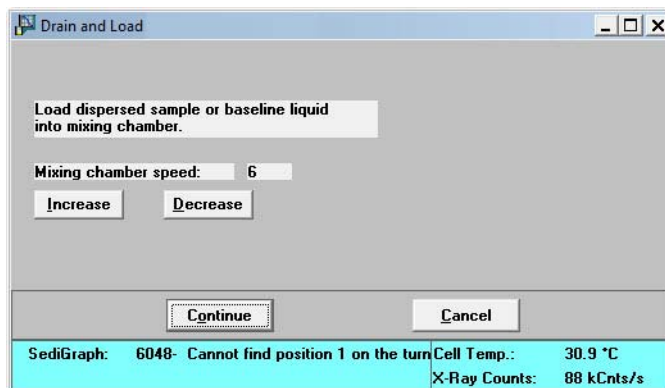 Drain and Load
Load dispersed sample or baseline liquid
into mixing chamber.
Mixing chamber speed: 6
Increase Decrease
Continue Cancel
SediGraph: 6048- Cannot find position 1 on the turn Cell Temp.: 30.9 °C
X-Ray Counts: 88 kCnts/s